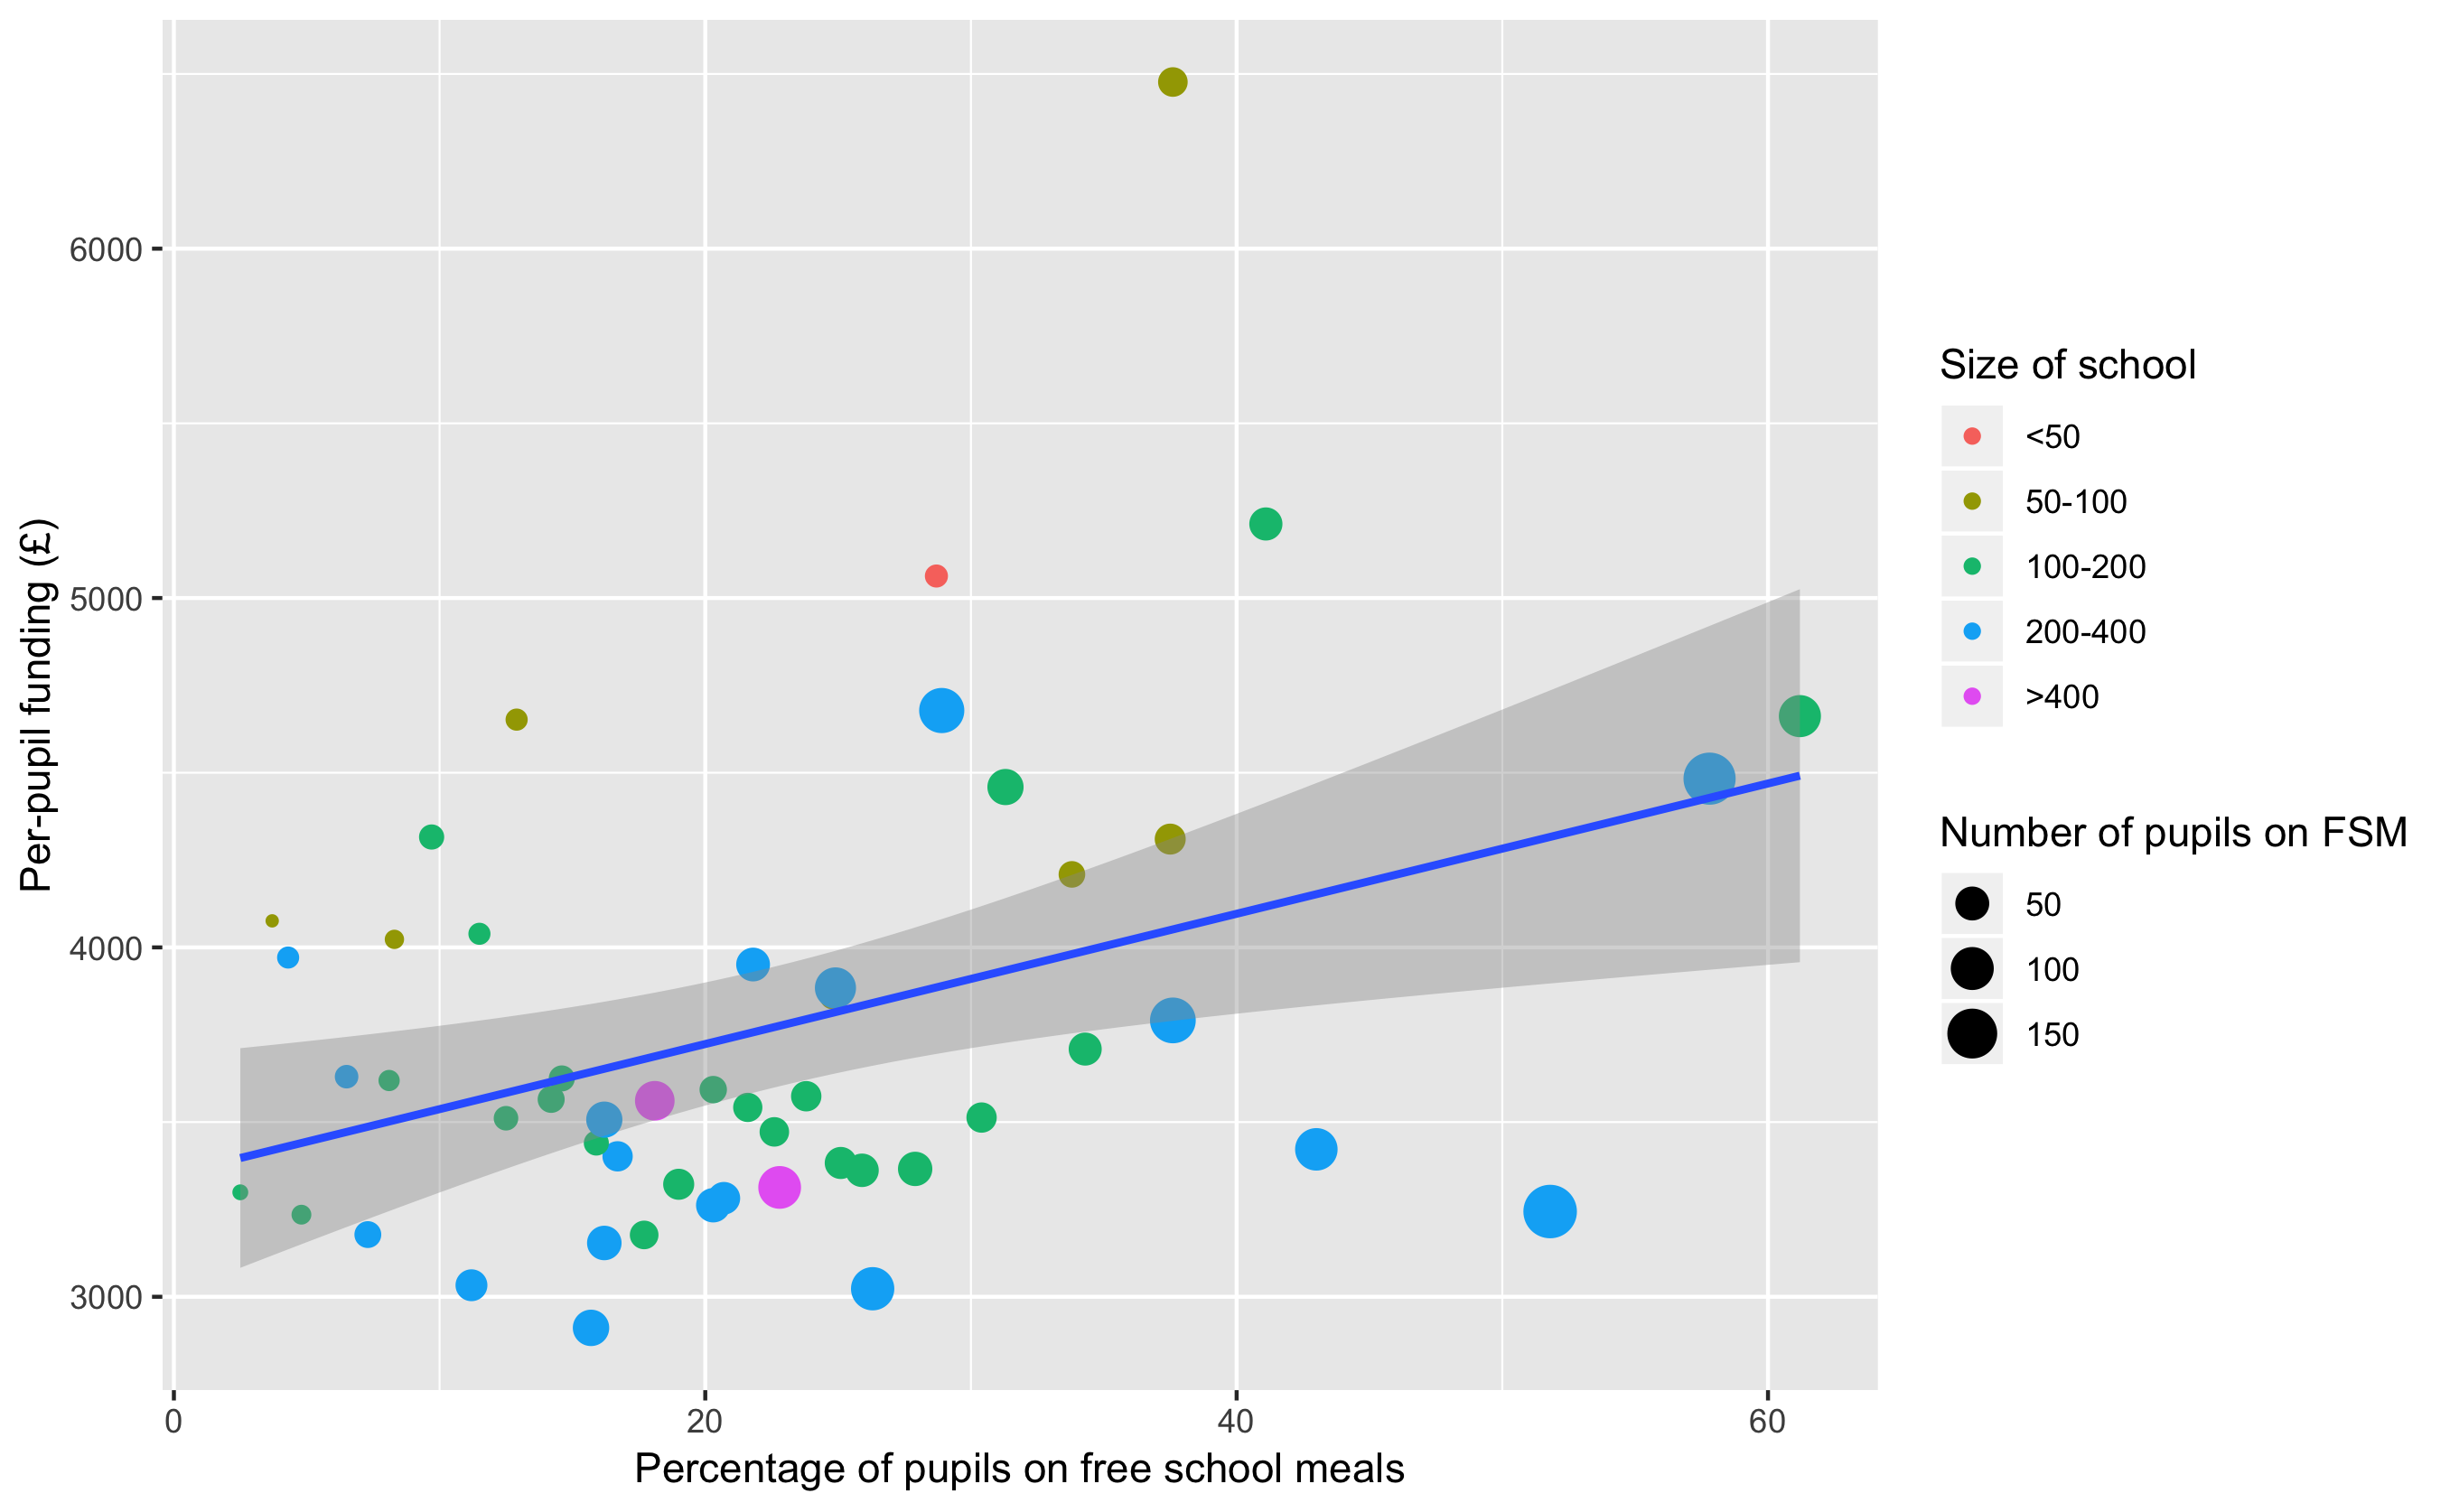 Per-pupil funding (£)
6000
5000
4000
3000
0 20 40 60
Percentage of pupils on free school meals
Size of school
<50
50-100
100-200
200-400
>400
Number of pupils on FSM
50
100
150